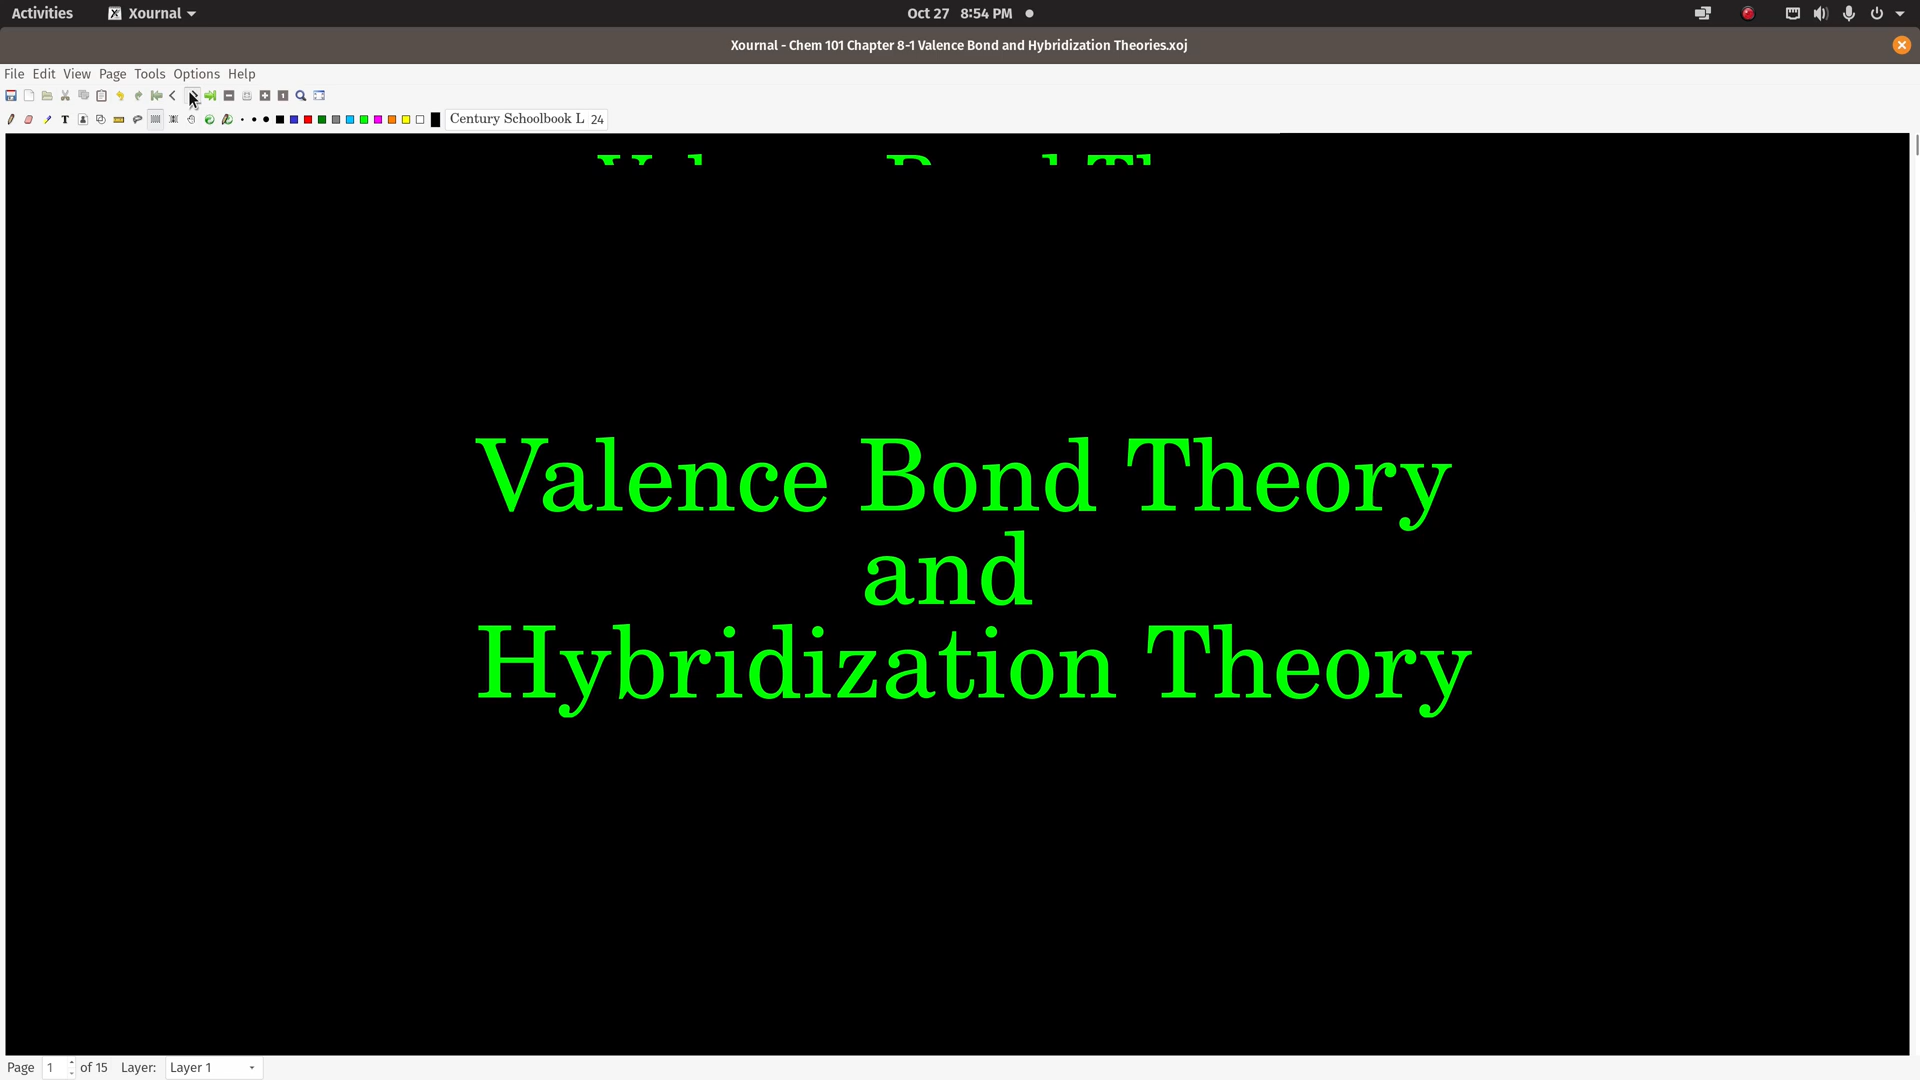 Activities Xournal Oct 27 8:54 PM
Xournal - Chem 101 Chapter 8-1 Valence Bond and Hybridization Theories.xoj
File Edit View Page Tools Options Help
Century Schoolbook L 24
Valence Bond Theory
and
Hybridization Theory
Page 1 of 15 Layer: Layer 1